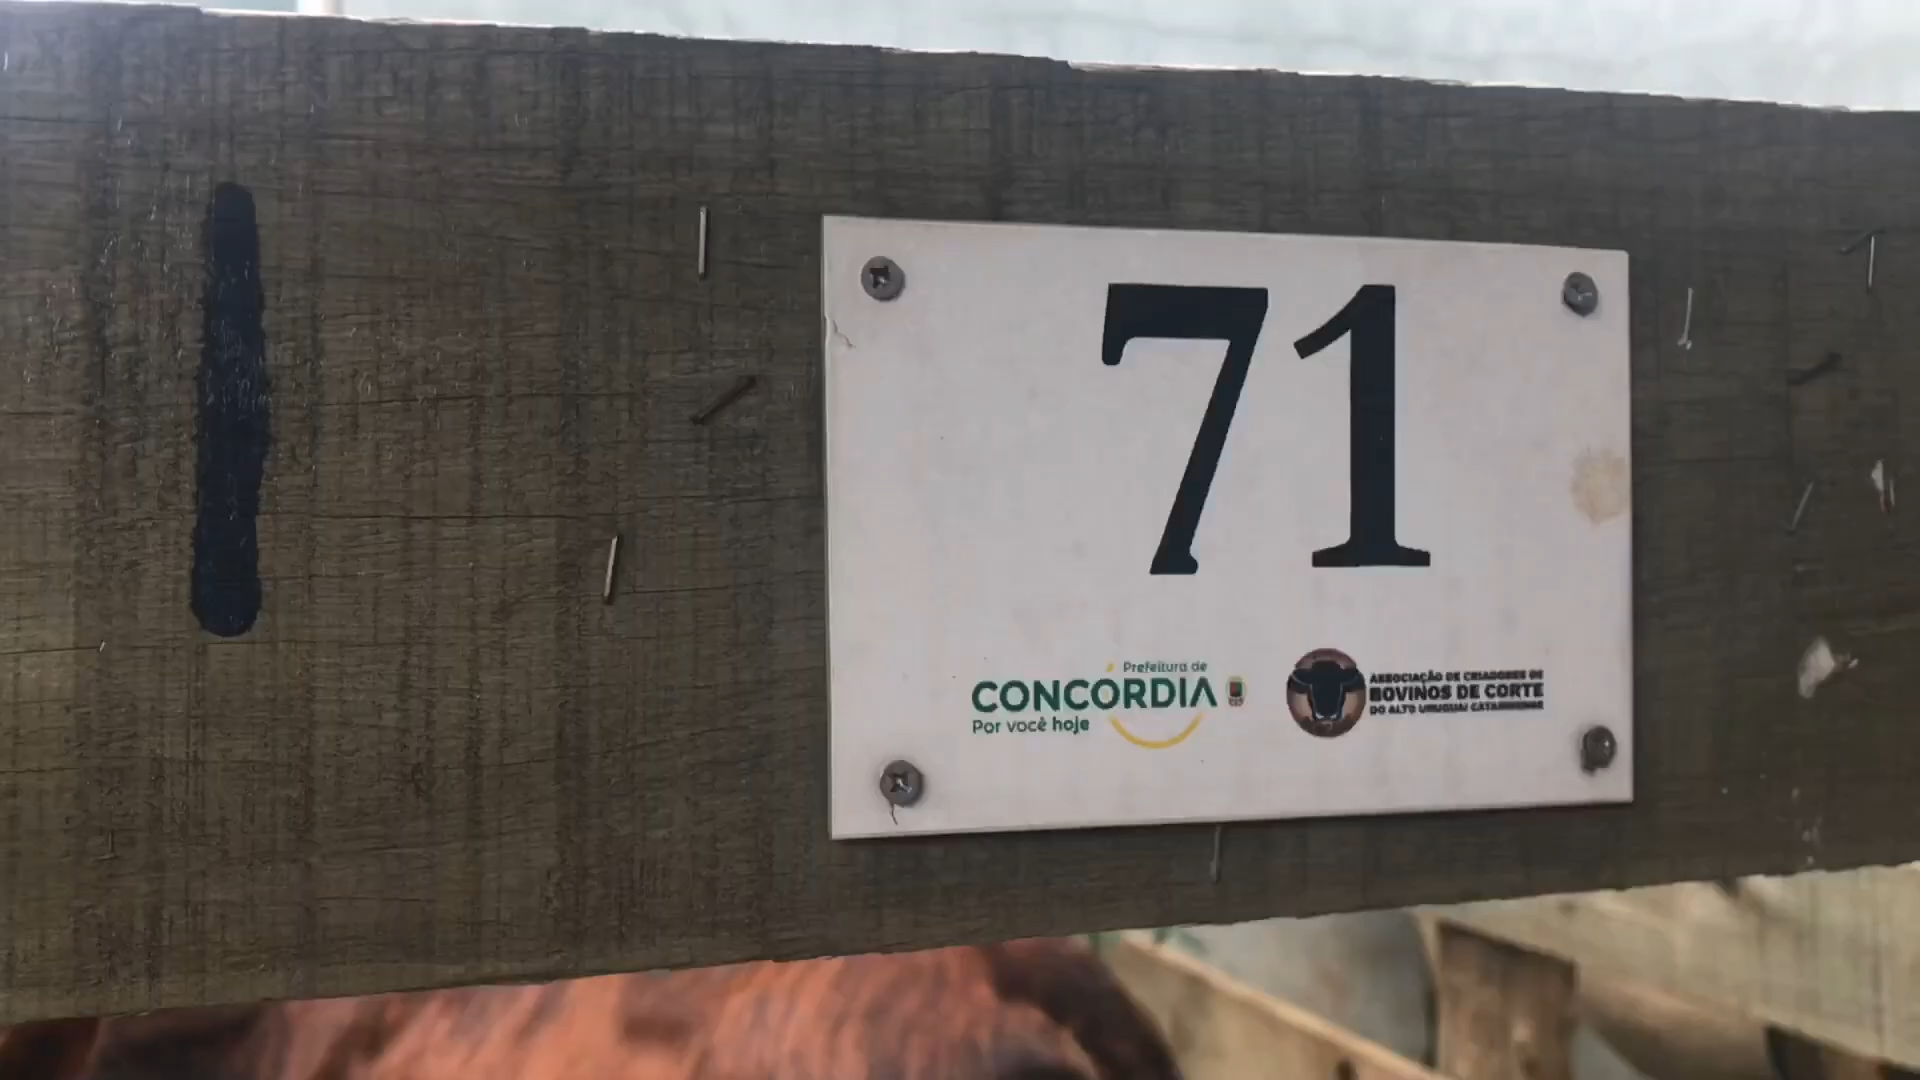 71
Prefeitura de
CONCORDIA
Por você hoje
ASSOCIAÇÃO DE CRIADORES DE
BOVINOS DE CORTE
DO ALTO URUGUAI CATARINENSE